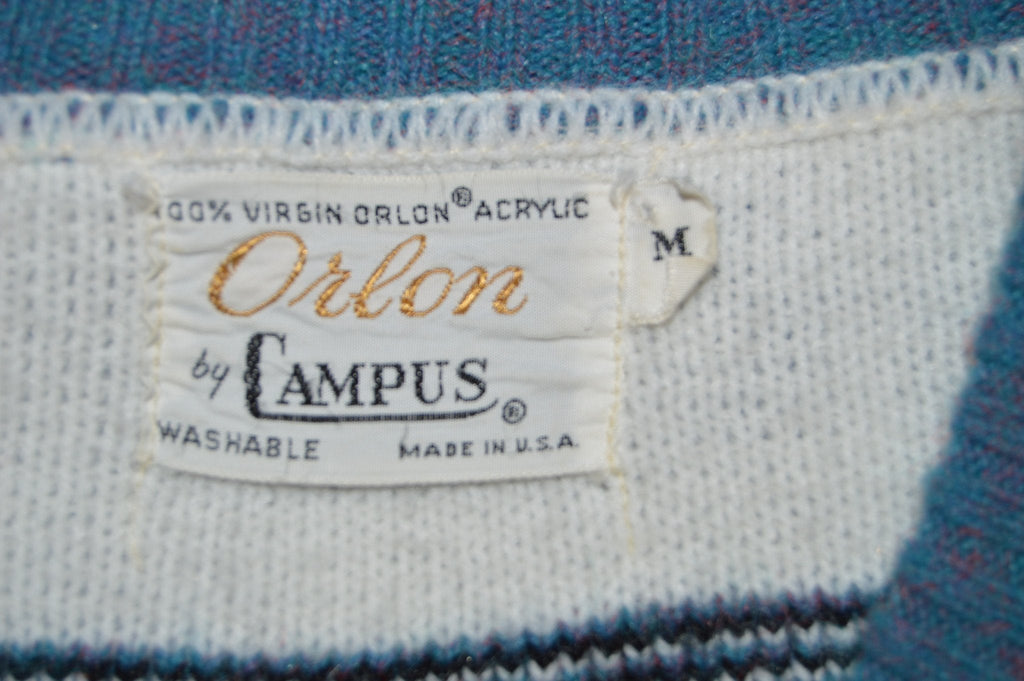 100% VIRGIN ORLON® ACRYLIC
Orlon
by CAMPUS®
WASHABLE MADE IN U.S.A.
M